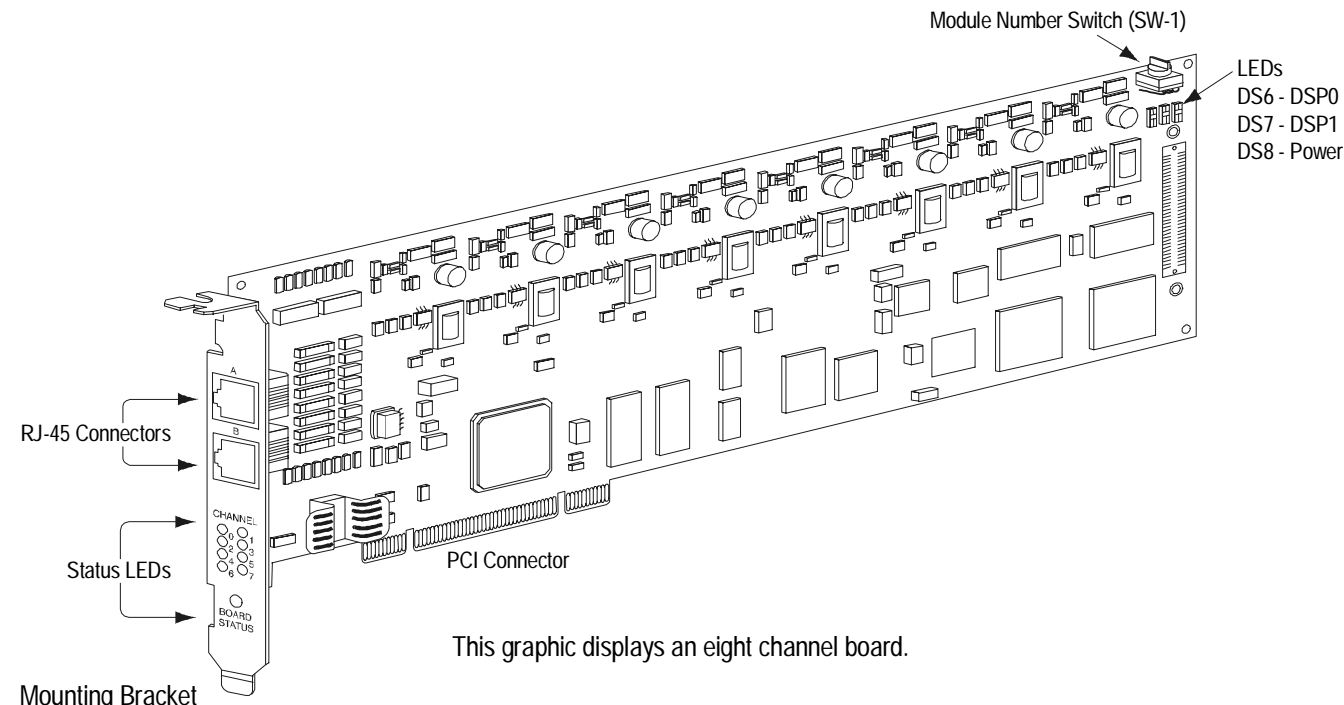 Module Number Switch (SW-1)
LEDs
DS6 - DSP0
DS7 - DSP1
DS8 - Power
A
RJ-45 Connectors
B
CHANNEL
0 1
2 3
4 5
6 7
Status LEDs
PCI Connector
BOARD
STATUS
This graphic displays an eight channel board.
Mounting Bracket